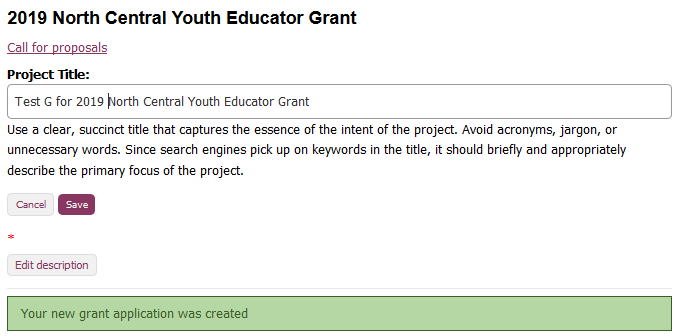 2019 North Central Youth Educator Grant
Call for proposals
Project Title:
Test G for 2019 North Central Youth Educator Grant
Use a clear, succinct title that captures the essence of the intent of the project. Avoid acronyms, jargon, or
unnecessary words. Since search engines pick up on keywords in the title, it should briefly and appropriately
describe the primary focus of the project.
Cancel Save
*
Edit description
Your new grant application was created